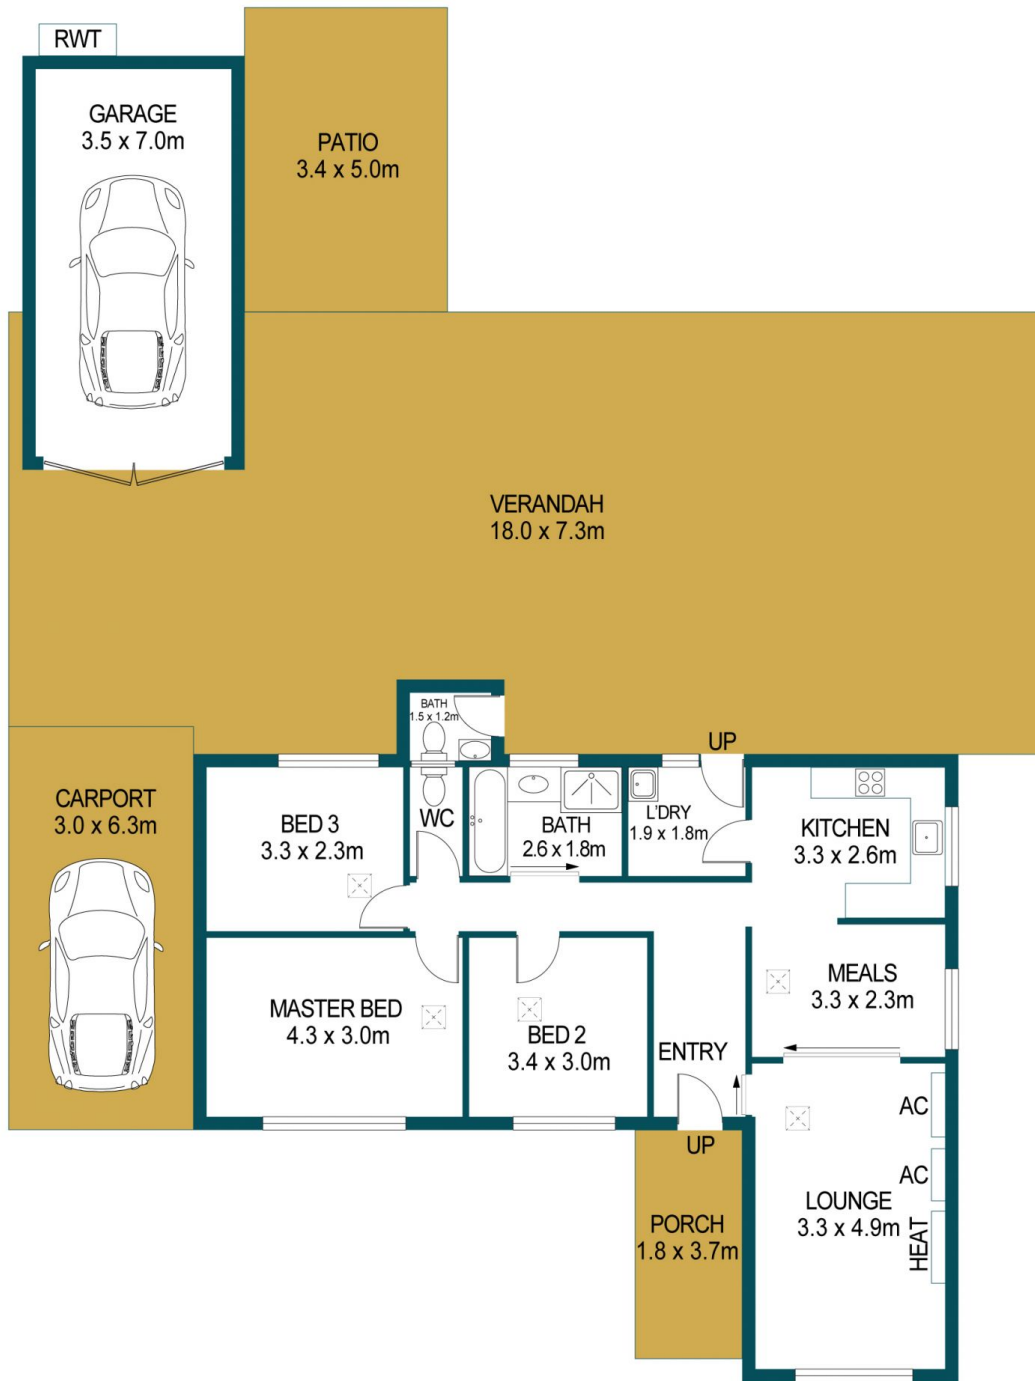 RWT
GARAGE
3.5 x 7.0m
PATIO
3.4 x 5.0m
VERANDAH
18.0 x 7.3m
BATH
1.5 x 1.2m
UP
CARPORT
3.0 x 6.3m
BED 3
3.3 x 2.3m
WC
BATH
2.6 x 1.8m
L'DRY
1.9 x 1.8m
KITCHEN
3.3 x 2.6m
MASTER BED
4.3 x 3.0m
BED 2
3.4 x 3.0m
ENTRY
MEALS
3.3 x 2.3m
UP
AC
AC
LOUNGE
3.3 x 4.9m
HEAT
PORCH
1.8 x 3.7m